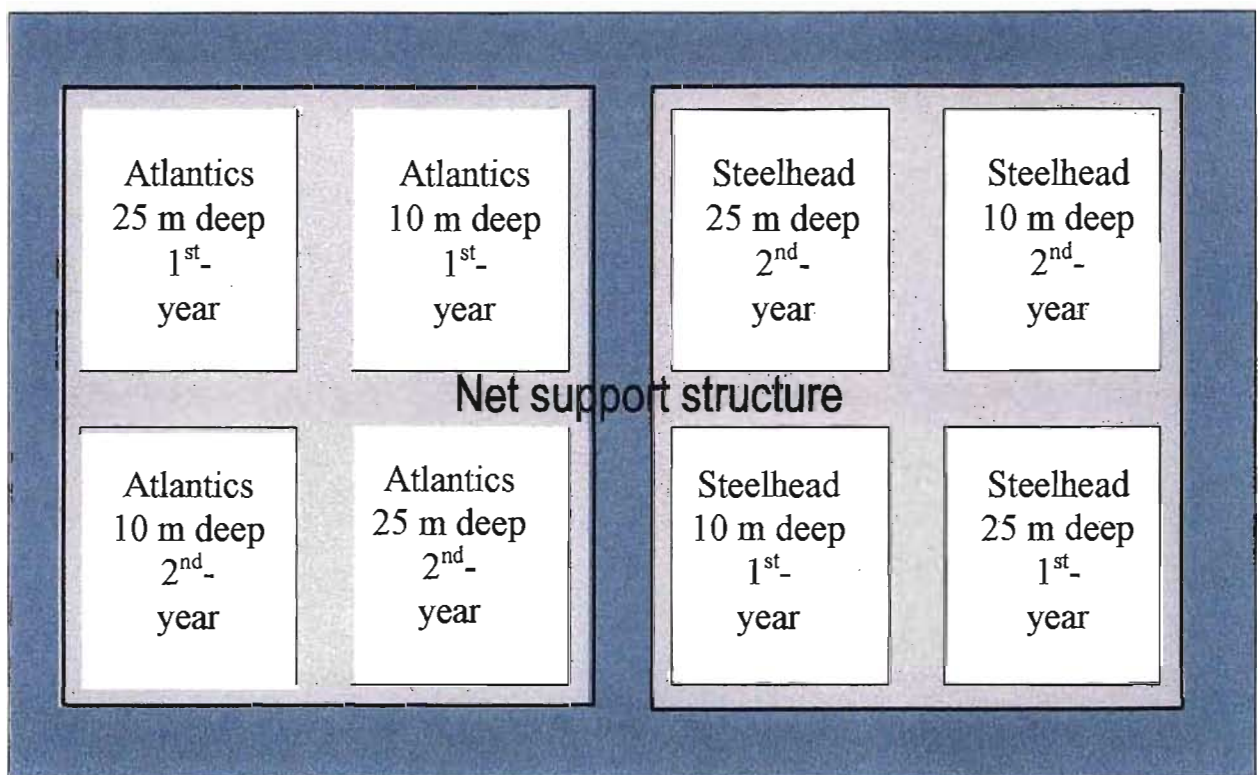 Atlantics
25 m deep
1st-
year
Atlantics
10 m deep
1st-
year
Steelhead
25 m deep
2nd-
year
Steelhead
10 m deep
2nd-
year
Net support structure
Atlantics
10 m deep
2nd-
year
Atlantics
25 m deep
2nd-
year
Steelhead
10 m deep
1st-
year
Steelhead
25 m deep
1st-
year